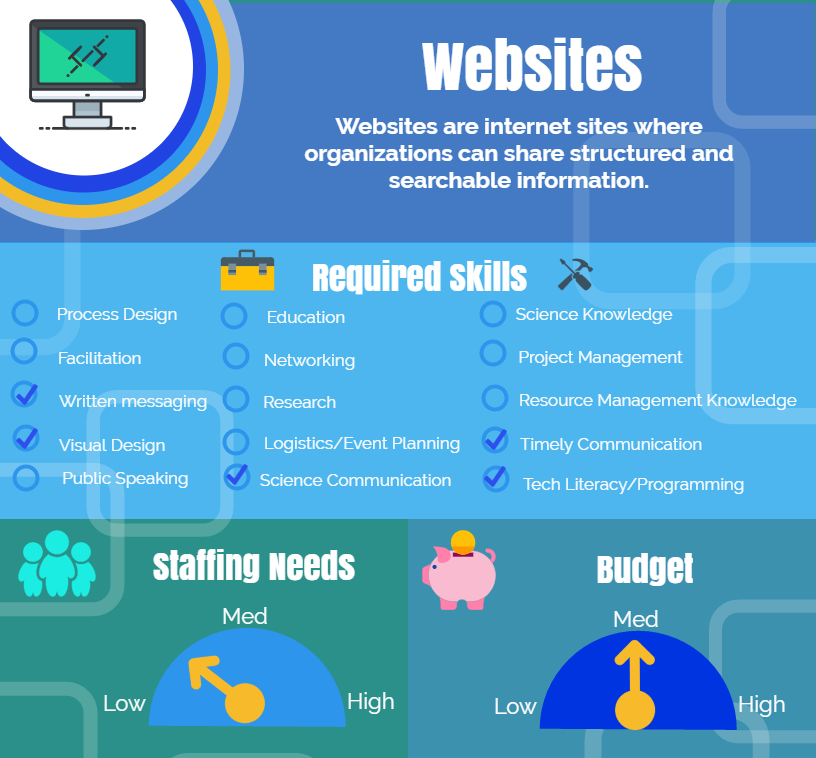 Websites
Websites are internet sites where
organizations can share structured and
searchable information.
Required Skills
Process Design
Facilitation
Written messaging
Visual Design
Public Speaking
Education
Networking
Research
Logistics/Event Planning
Science Communication
Science Knowledge
Project Management
Resource Management Knowledge
Timely Communication
Tech Literacy/Programming
Staffing Needs
Med
Low
High
Budget
Med
Low
High